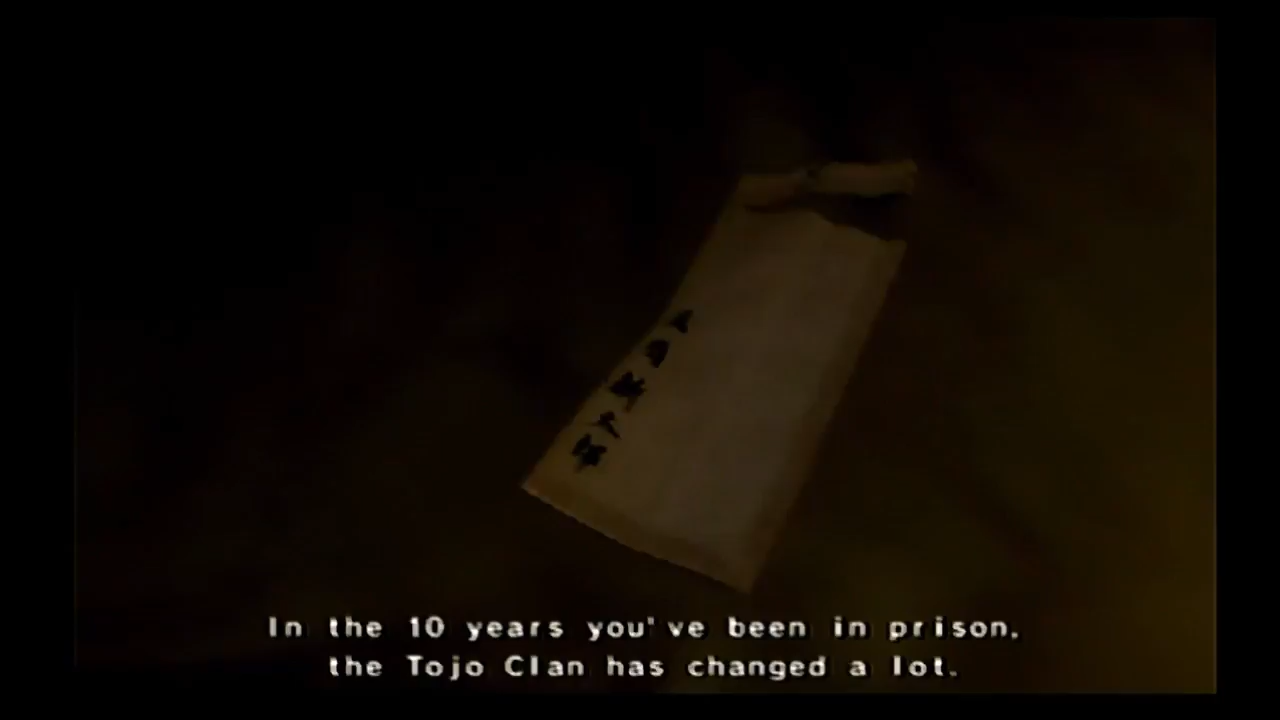 In the 10 years you've been in prison,
the Tojo Clan has changed a lot.